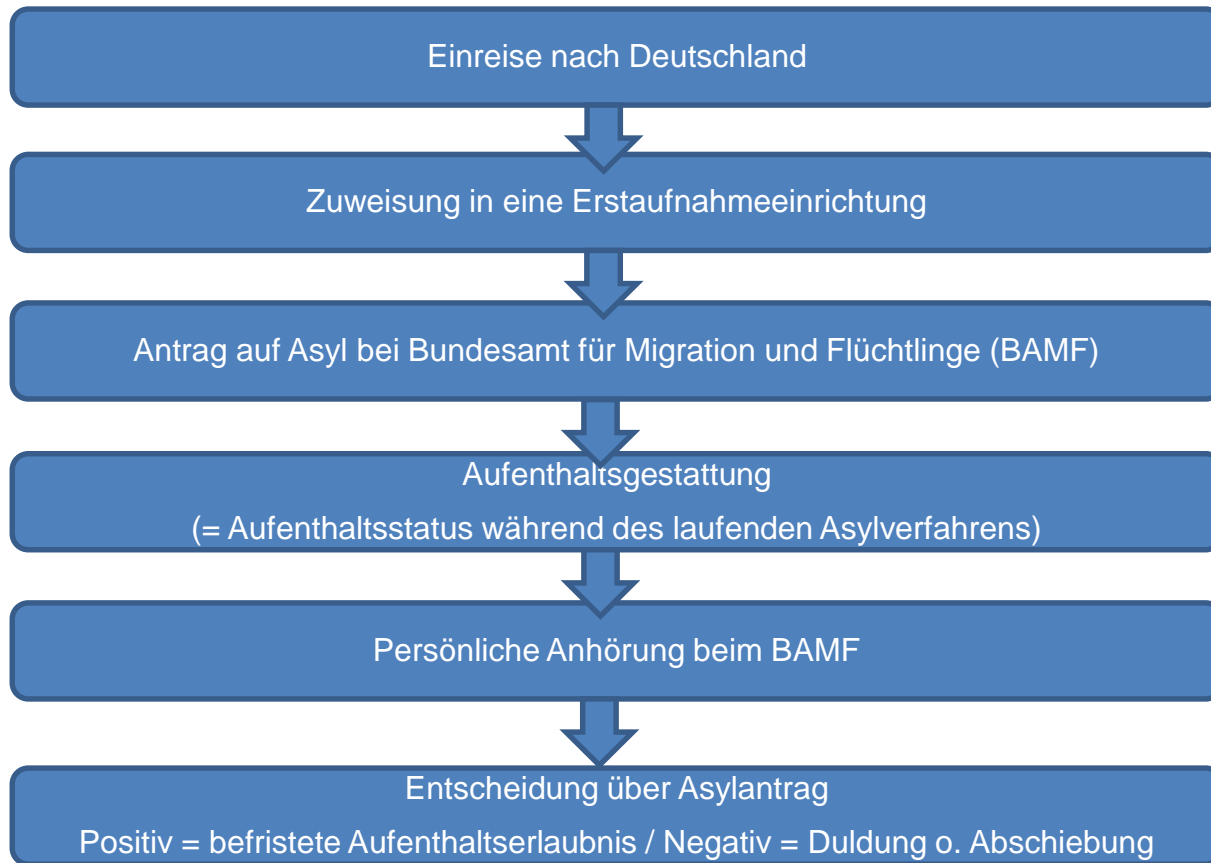 Einreise nach Deutschland
Zuweisung in eine Erstaufnahmeeinrichtung
Antrag auf Asyl bei Bundesamt für Migration und Flüchtlinge (BAMF)
Aufenthaltsgestattung
(= Aufenthaltsstatus während des laufenden Asylverfahrens)
Persönliche Anhörung beim BAMF
Entscheidung über Asylantrag
Positiv = befristete Aufenthaltserlaubnis / Negativ = Duldung o. Abschiebung